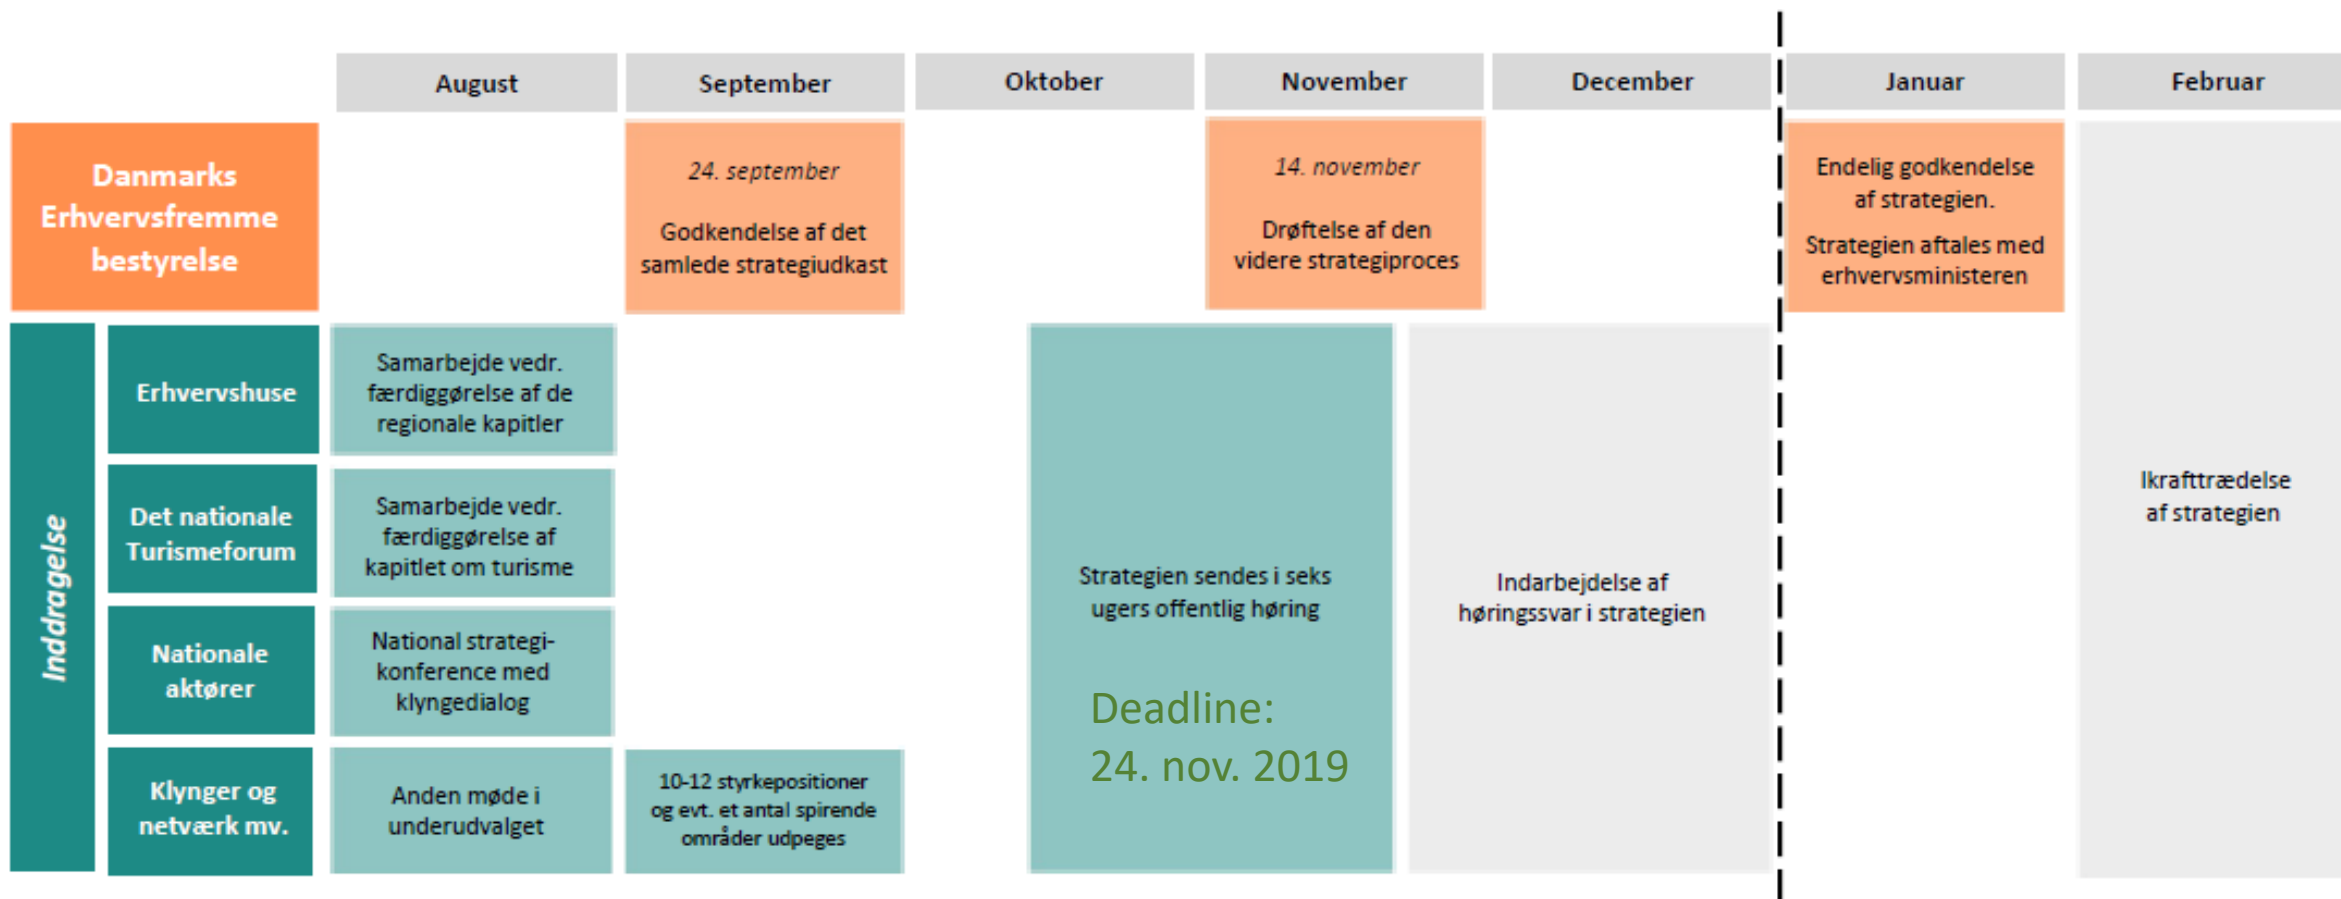 August
September
Oktober
November
December
Januar
Februar
Danmarks
Erhvervsfremme
bestyrelse
24. september
Godkendelse af det
samlede strategiudkast
14. november
Drøftelse af den
videre strategiproces
Endelig godkendelse
af strategien.
Strategien aftales med
erhvervsministeren
Inddragelse
Erhvervshuse
Samarbejde vedr.
færdiggørelse af de
regionale kapitler
Det nationale
Turismeforum
Samarbejde vedr.
færdiggørelse af
kapitlet om turisme
Nationale
aktører
National strategi-
konference med
klyngedialog
Klynger og
netværk mv.
Anden møde i
underudvalget
10-12 styrkepositioner
og evt. et antal spirende
områder udpeges
Strategien sendes i seks
ugers offentlig høring
Deadline:
24. nov. 2019
Indarbejdelse af
høringssvar i strategien
Ikrafttrædelse
af strategien